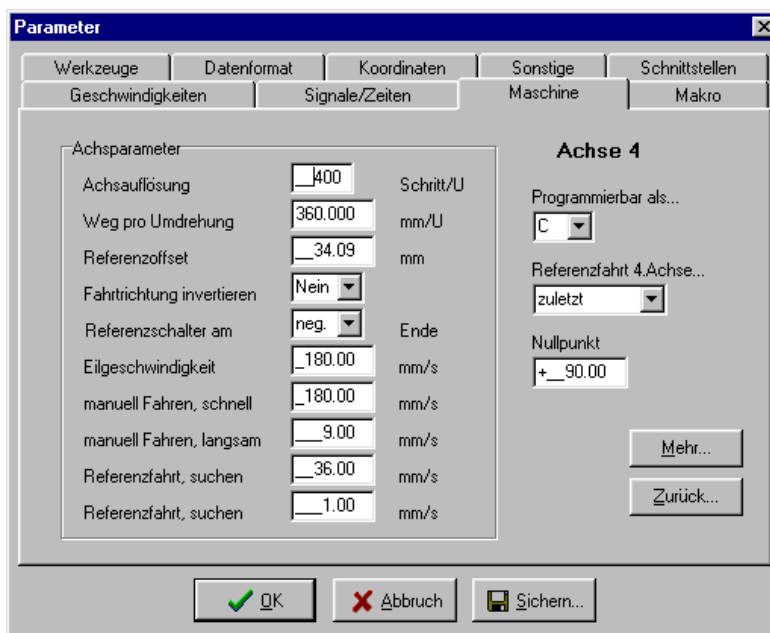 Parameter
Werkzeuge Datenformat Koordinaten Sonstige Schnittstellen
Geschwindigkeiten Signale/Zeiten Maschine Makro
Achsparameter
Achsauflösung __400 Schritt/U
Weg pro Umdrehung 360.000 mm/U
Referenzoffset __34.09 mm
Fahrtrichtung invertieren Nein
Referenzschalter am neg. Ende
Eilgeschwindigkeit _180.00 mm/s
manuell Fahren, schnell _180.00 mm/s
manuell Fahren, langsam ___9.00 mm/s
Referenzfahrt, suchen __36.00 mm/s
Referenzfahrt, suchen ___1.00 mm/s
Achse 4
Programmierbar als...
C
Referenzfahrt 4.Achse...
zuletzt
Nullpunkt
+__90.00
Mehr...
Zurück...
OK Abbruch Sichern...